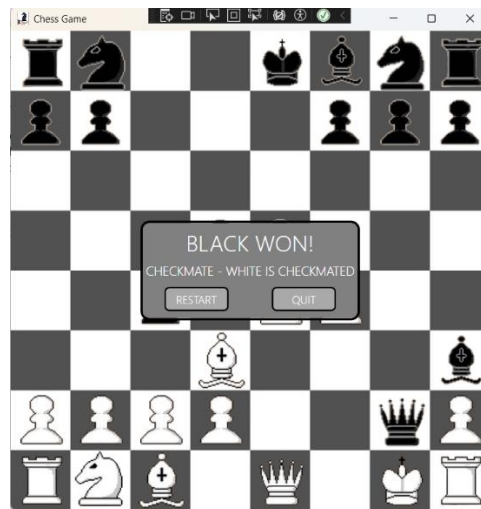 Chess Game
BLACK WON!
CHECKMATE - WHITE IS CHECKMATED
RESTART
QUIT